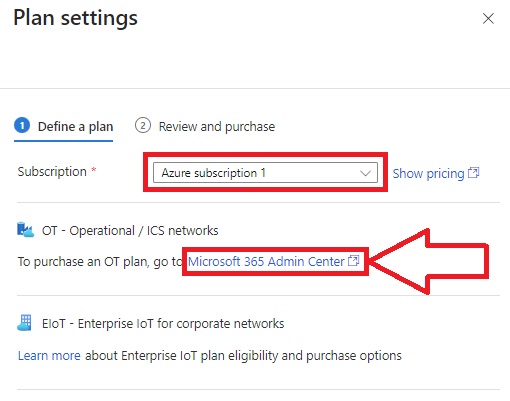 Plan settings
1 Define a plan 2 Review and purchase
Subscription * Azure subscription 1 Show pricing
OT - Operational / ICS networks
To purchase an OT plan, go to Microsoft 365 Admin Center
EIoT - Enterprise IoT for corporate networks
Learn more about Enterprise IoT plan eligibility and purchase options